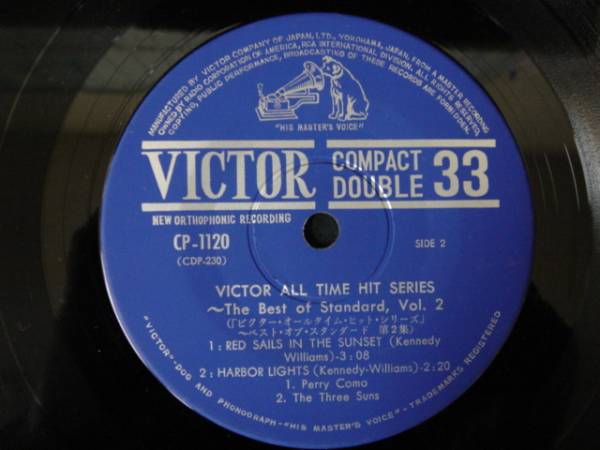 MANUFACTURED BY VICTOR COMPANY OF JAPAN, LTD., YOKOHAMA, JAPAN, FROM A MASTER RECORDING
OWNED BY RADIO CORPORATION OF AMERICA, RCA INTERNATIONAL DIVISION. ALL RIGHTS RESERVED.
COPYING, PUBLIC PERFORMANCE, BROADCASTING OF THESE RECORDS ARE FORBIDDEN.
"HIS MASTER'S VOICE"
VICTOR COMPACT DOUBLE 33
NEW ORTHOPHONIC RECORDING
CP-1120
SIDE 2
(CDP-230)
VICTOR ALL TIME HIT SERIES
〜The Best of Standard, Vol. 2
(「ビクター・オールタイム・ヒット・シリーズ」
〜ベスト・オブ・スタンダード 第2集)
1:RED SAILS IN THE SUNSET (Kennedy
Williams)-3:08
2:HARBOR LIGHTS (Kennedy-Williams)-2:20
1. Perry Como
2. The Three Suns
"VICTOR"-DOG AND PHONOGRAPH-"HIS MASTER'S VOICE"-TRADEMARKS REGISTERED